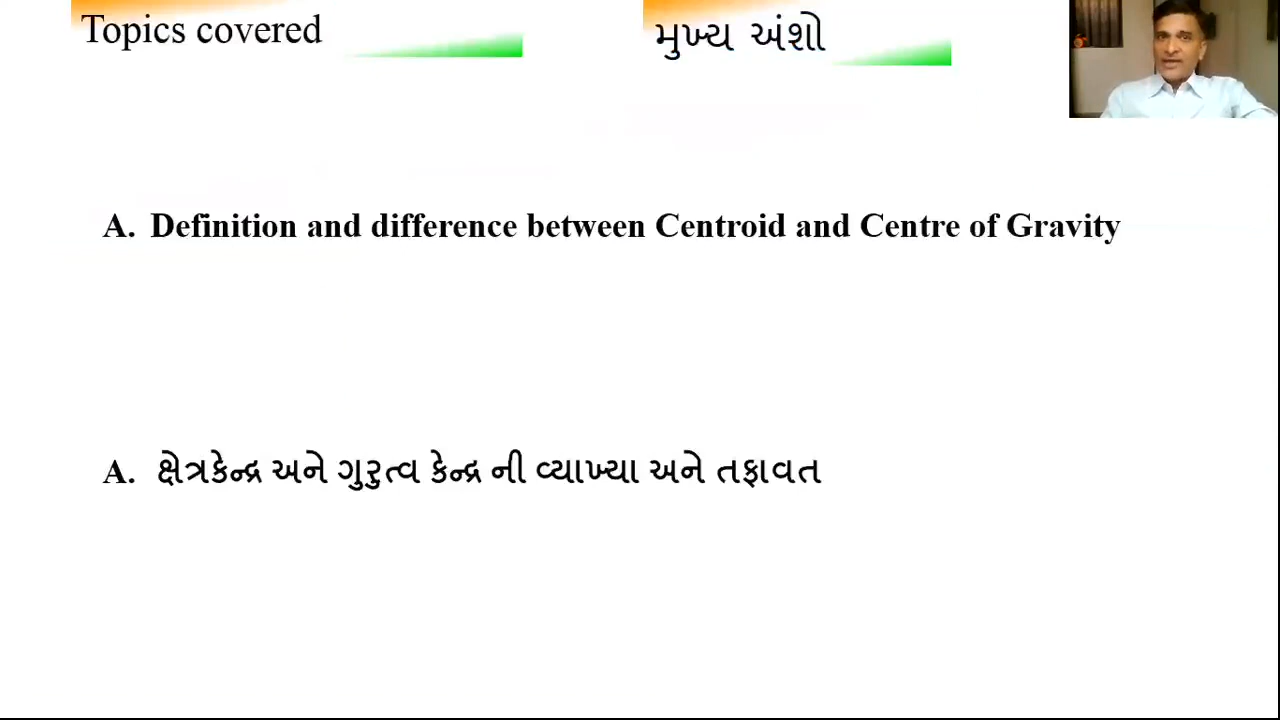 Topics covered
મુખ્ય અંશો
A. Definition and difference between Centroid and Centre of Gravity
A. ક્ષેત્રકેન્દ્ર અને ગુરુત્વ કેન્દ્ર ની વ્યાખ્યા અને તફાવત